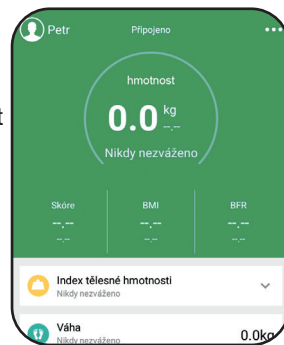 t
Petr Připojeno •••
hmotnost
0.0 kg
--.--
Nikdy nezváženo
Skóre BMI BFR
--.-- --.-- --.--
--.-- --.-- --.--
Index tělesné hmotnosti
Nikdy nezváženo
Váha 0.0kg
Nikdy nezváženo